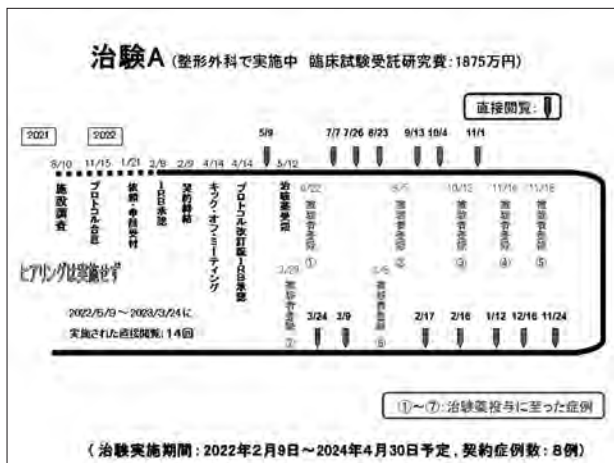 治験A (整形外科で実施中 臨床試験受託研究費:1875万円)
直接閲覧:
2021 2022
5/9 7/7 7/26 8/23 9/13 10/4 11/1
8/10 11/15 1/21 2/8 2/9 4/14 4/14 5/12
施設調査
プロトコル合意
依頼・申請受付
IRB承認
契約締結
キック・オフ・ミーティング
プロトコル改訂版IRB承認
治験薬受領
被験者登録
①
被験者登録
②
10/12
被験者登録
③
11/16
被験者登録
④
11/18
被験者登録
⑤
ヒアリングは実施せず
2022/5/9~2023/3/24に
実施された直接閲覧:14回
被験者登録
被験者登録
3/24 3/9 2/17 2/16 1/12 12/16 11/24
①~⑦:治験薬投与に至った症例
(治験実施期間:2022年2月9日~2024年4月30日予定,契約症例数:8例)